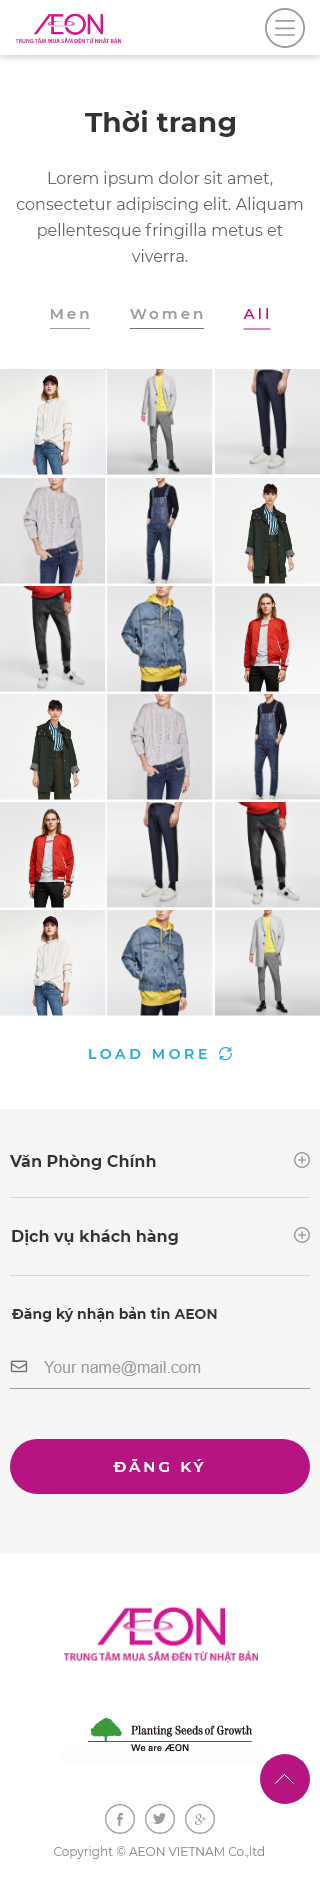 ÆON
TRUNG TÂM MUA SẮM ĐẾN TỪ NHẬT BẢN
Thời trang
Lorem ipsum dolor sit amet,
consectetur adipiscing elit. Aliquam
pellentesque fringilla metus et
viverra.
Men Women All
LOAD MORE
Văn Phòng Chính
Dịch vụ khách hàng
Đăng ký nhận bản tin AEON
Your name@mail.com
ĐĂNG KÝ
ÆON
TRUNG TÂM MUA SẮM ĐẾN TỪ NHẬT BẢN
Planting Seeds of Growth
We are ÆON
Copyright © AEON VIETNAM Co.,ltd